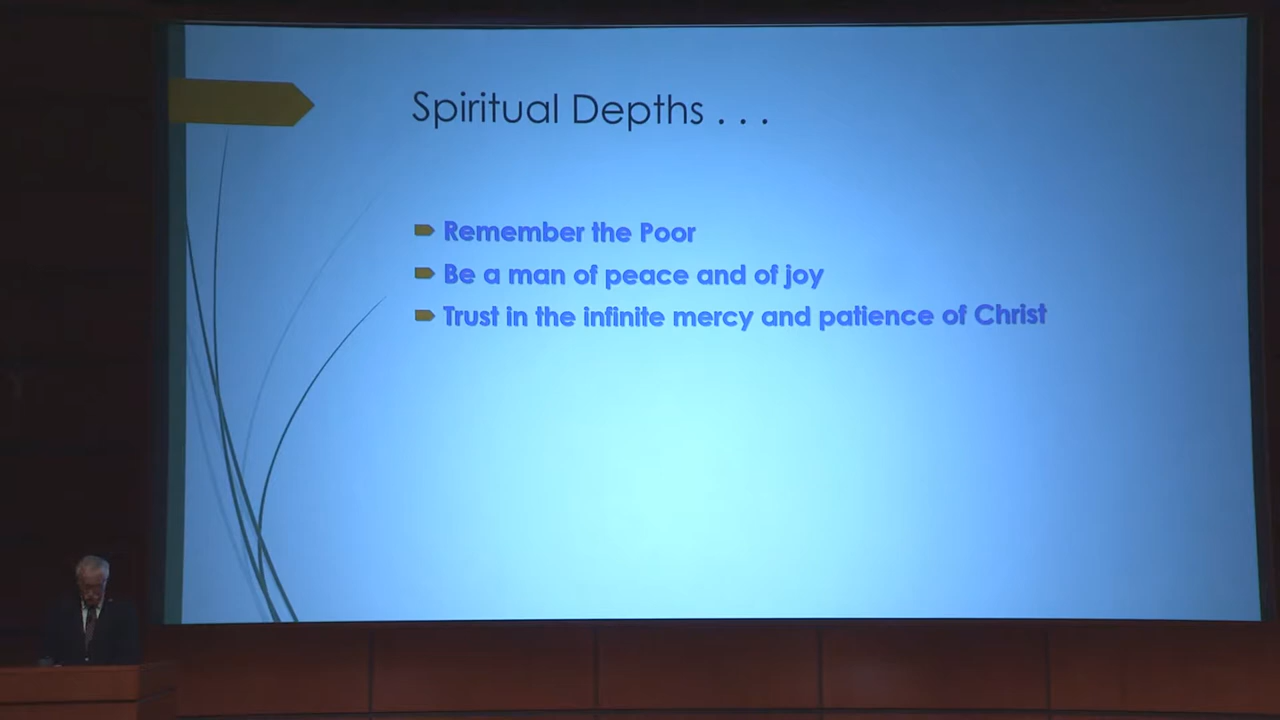 Spiritual Depths . . .
Remember the Poor
Be a man of peace and of joy
Trust in the infinite mercy and patience of Christ